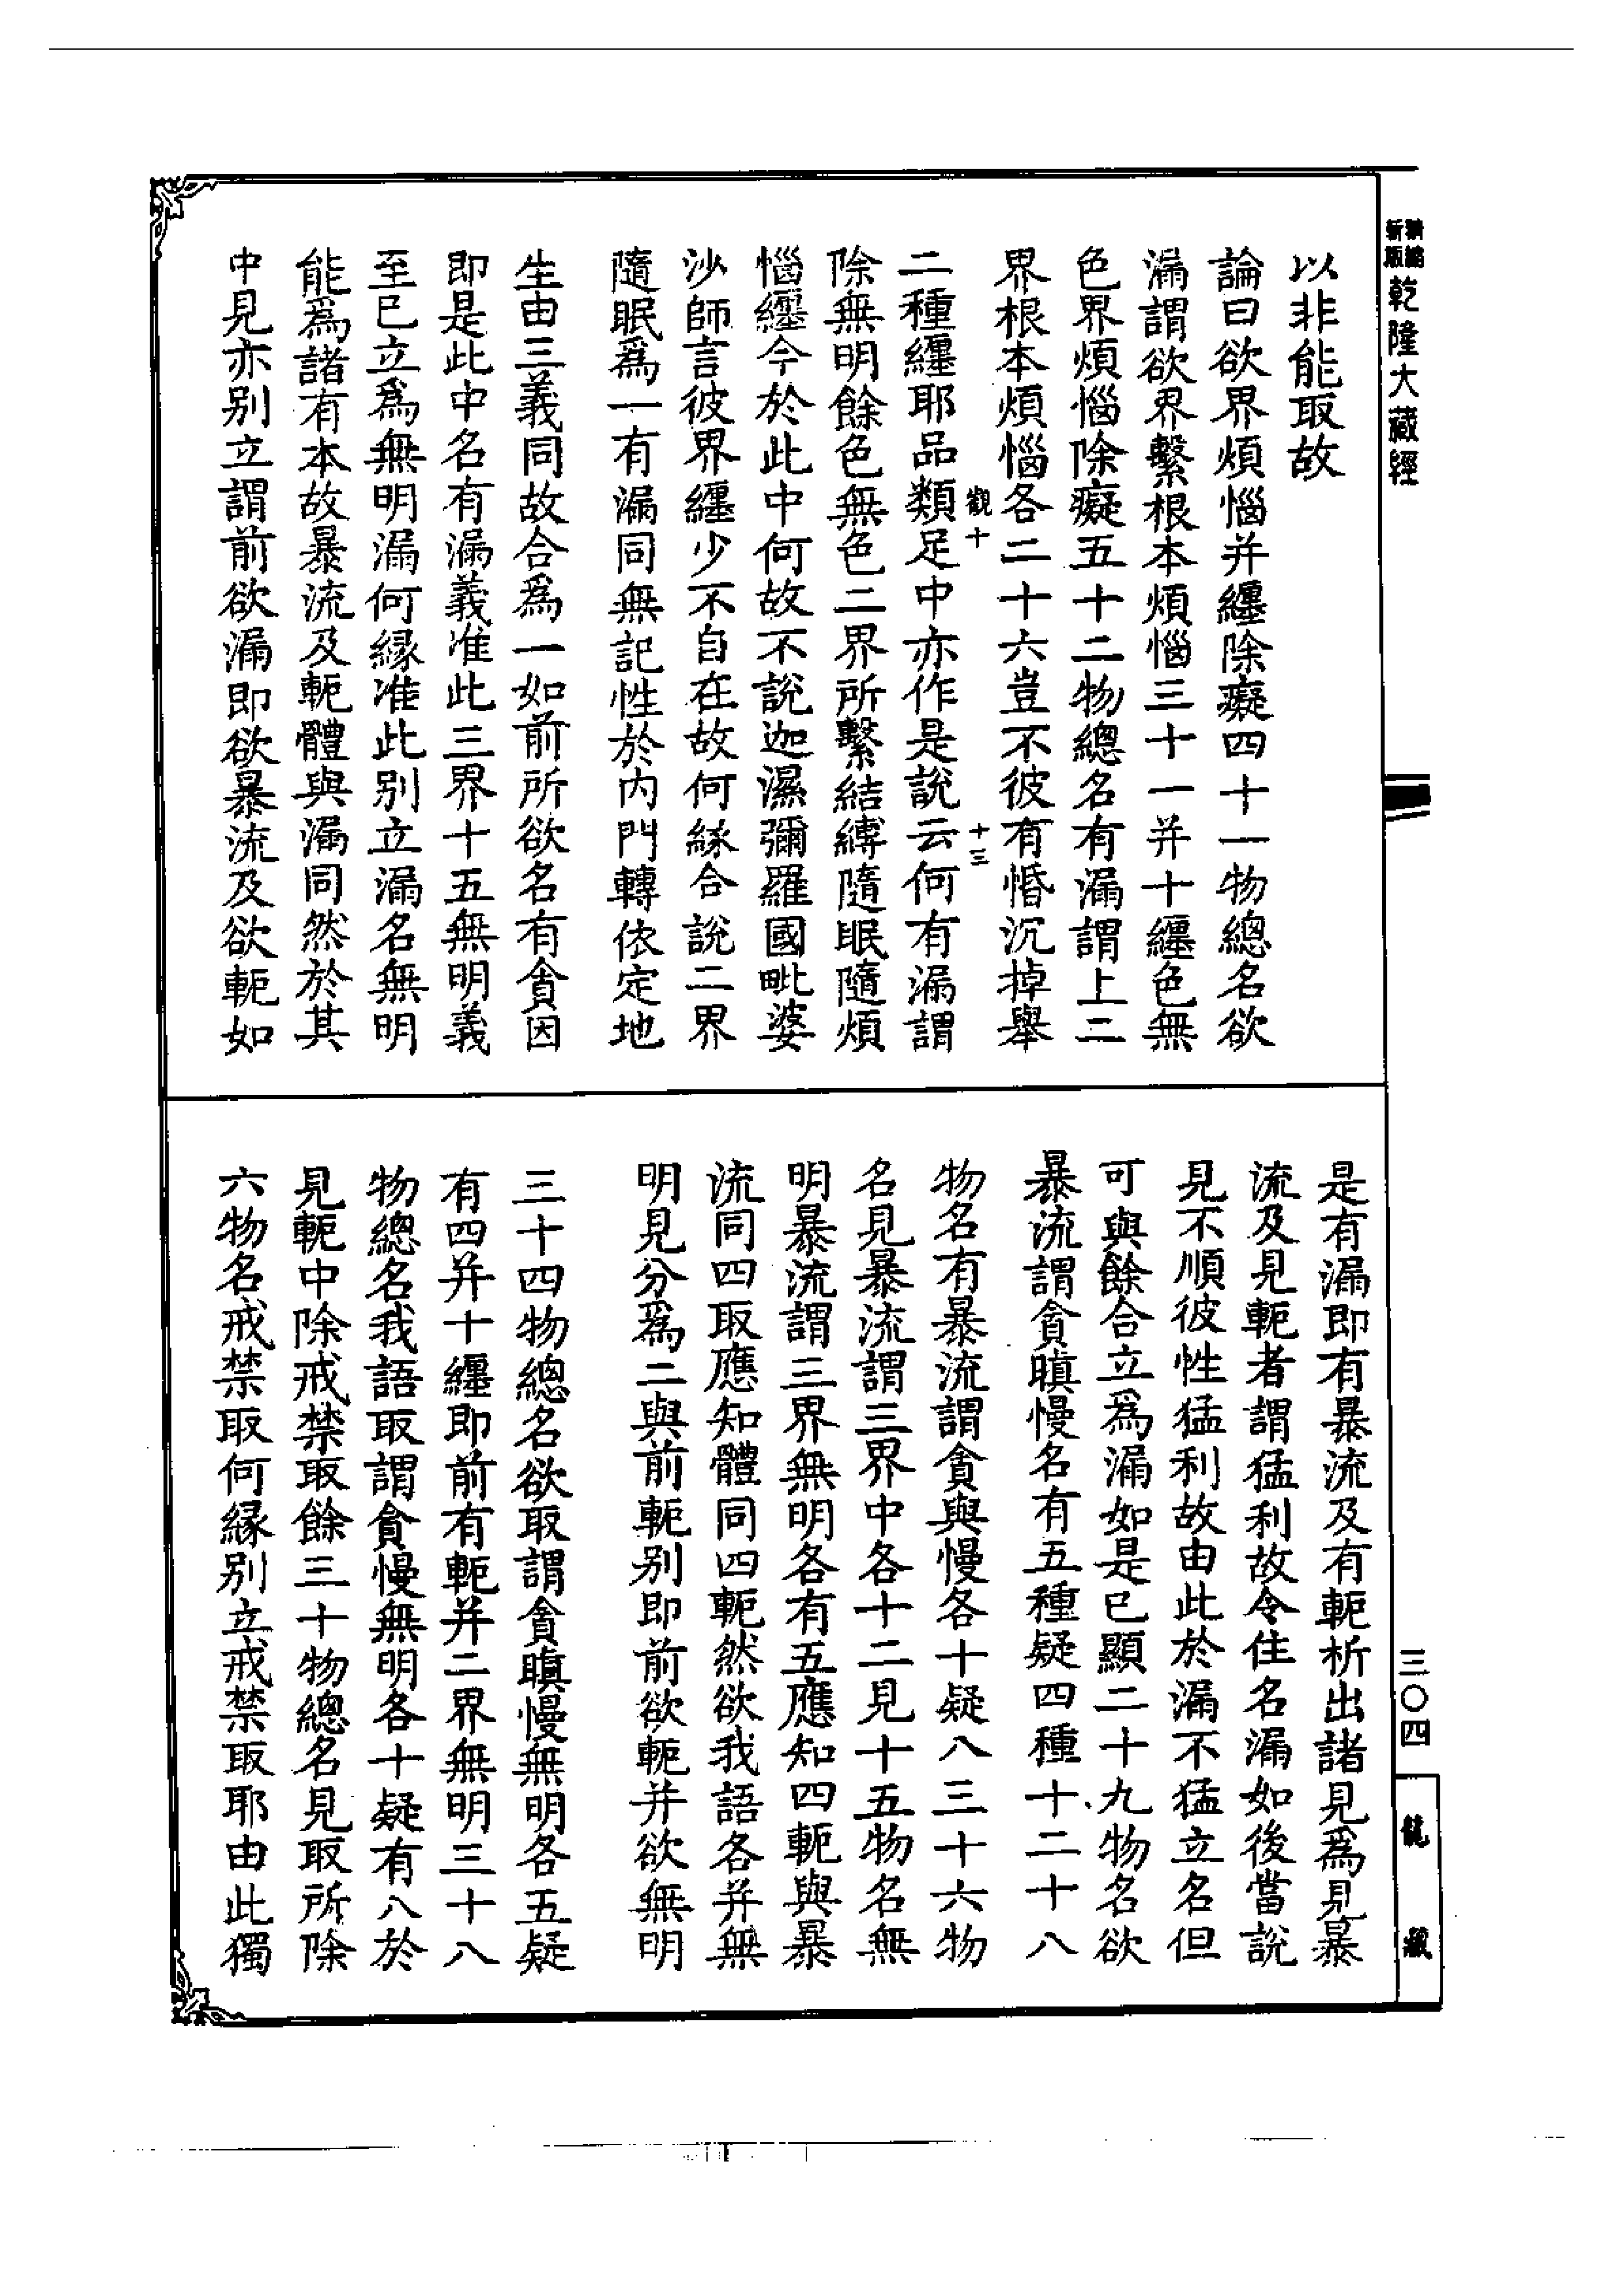 新版
精縮
乾隆大藏經
以非能取故
論曰欲界煩惱并纏除癡四十一物總名欲
漏謂欲界繫根本煩惱三十一并十纏色無
色界煩惱除癡五十二物總名有漏謂上二
界根本煩惱各二十六豈不彼有惛沉掉舉
觀十
十三
二種纏耶品類足中亦作是說云何有漏謂
除無明餘色無色二界所繫結縛隨眠隨煩
惱纏今於此中何故不說迦濕彌羅國毗婆
沙師言彼界纏少不自在故何緣合說二界
隨眠爲一有漏同無記性於內門轉依定地
生由三義同故合爲一如前所欲名有貪因
即是此中名有漏義准此三界十五無明義
至已立爲無明漏何縁准此别立漏名無明
能爲諸有本故暴流及軛體與漏同然於其
中見亦别立謂前欲漏即欲暴流及欲軛如
是有漏即有暴流及有軛析出諸見爲見暴
流及見軛者謂猛利故令住名漏如後當說
見不順彼性猛利故由此於漏不猛立名但
可與餘合立爲漏如是已顯二十九物名欲
暴流謂貪瞋慢名有五種疑四種十二十八
物名有暴流謂貪與慢各十疑八三十六物
名見暴流謂三界中各十二見十五物名無
明暴流謂三界無明各有五應知四軛與暴
流同四取應知體同四軛然欲我語各并無
明見分爲二與前軛别即前欲軛并欲無明
三十四物總名欲取謂貪瞋慢無明各五疑
有四并十纏即前有軛并二界無明三十八
物總名我語取謂貪慢無明各十疑有八於
見軛中除戒禁取餘三十物總名見取所除
六物名戒禁取何縁别立戒禁取耶由此獨
三〇四
龍藏